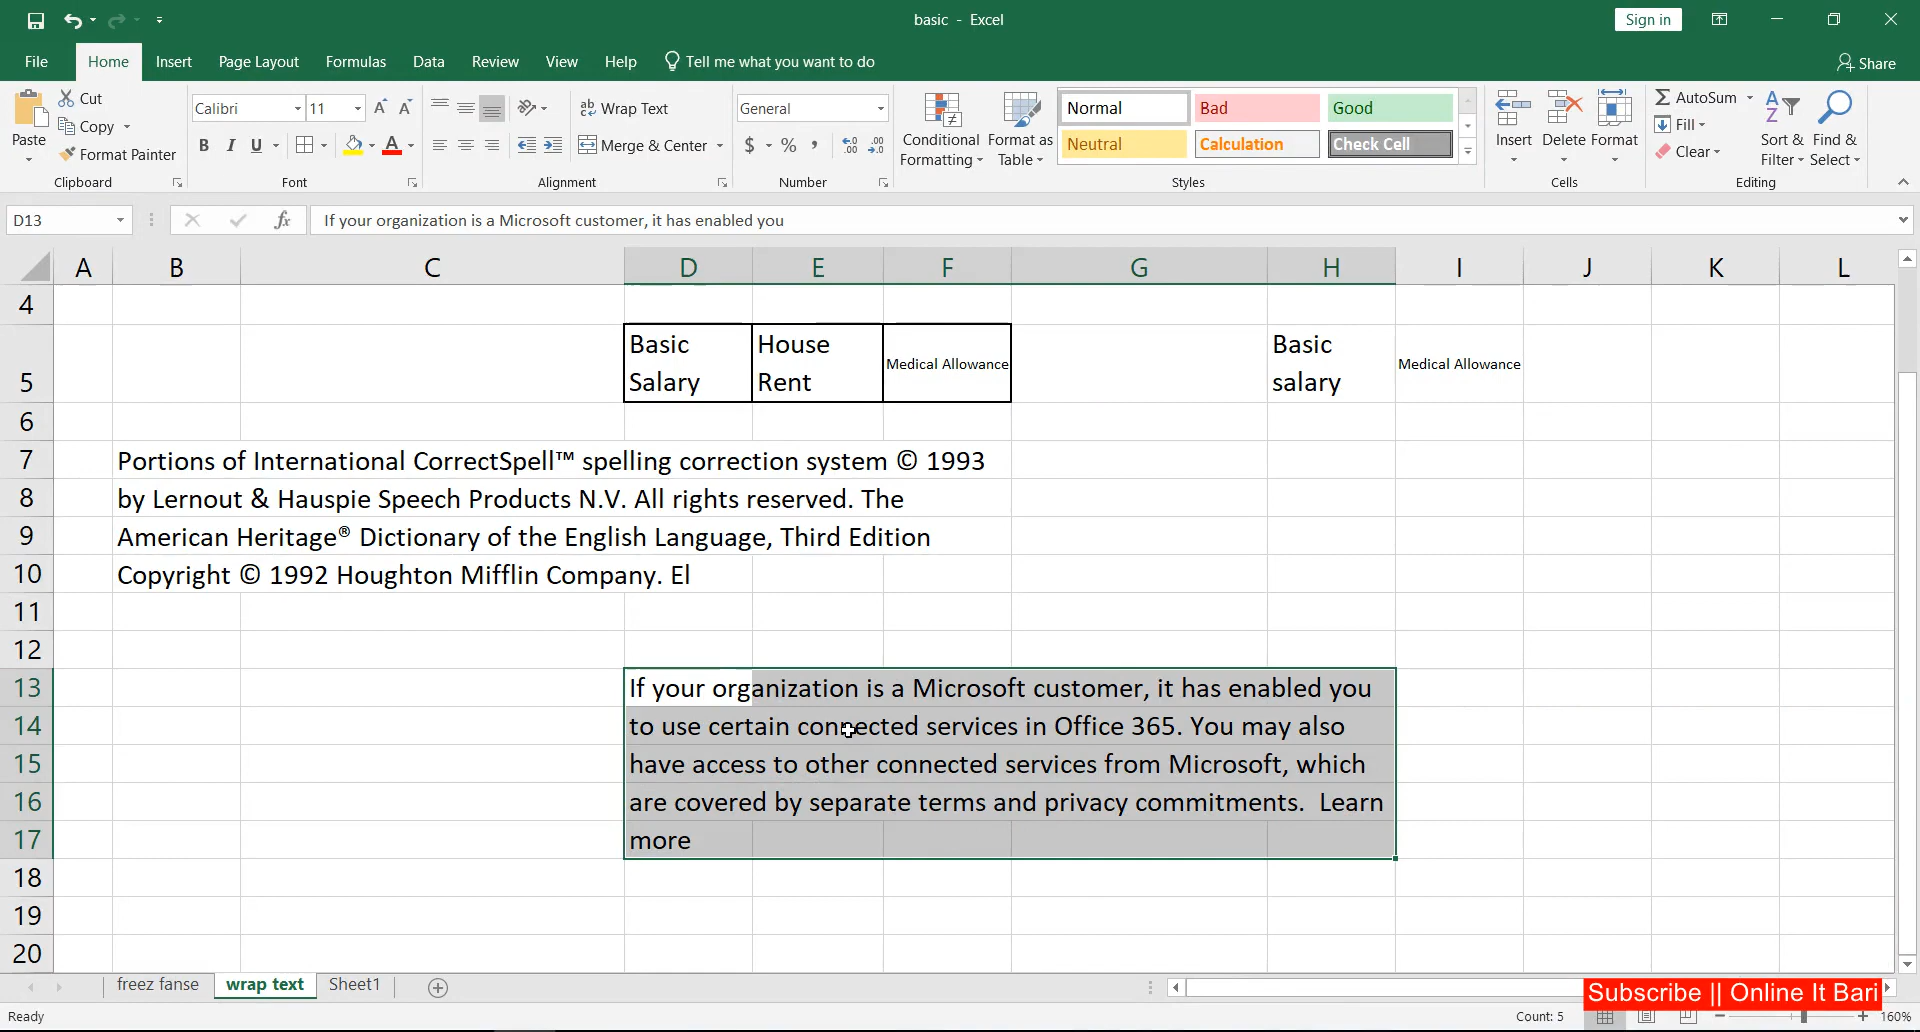 basic - Excel
Sign in
File Home Insert Page Layout Formulas Data Review View Help Tell me what you want to do
Share
Paste
Cut
Copy
Format Painter
Clipboard
Calibri 11
A A
B I U A
Font
Wrap Text
Merge & Center
Alignment
General
$ % ,
Number
Conditional Formatting
Format as Table
Normal Bad Good
Neutral Calculation Check Cell
Styles
Insert Delete Format
Cells
AutoSum
Fill
Clear
Sort & Filter
Find & Select
Editing
D13 fx If your organization is a Microsoft customer, it has enabled you
A B C D E F G H I J K L
4
5 Basic Salary House Rent Medical Allowance Basic salary Medical Allowance
6
7 Portions of International CorrectSpell™ spelling correction system © 1993
8 by Lernout & Hauspie Speech Products N.V. All rights reserved. The
9 American Heritage® Dictionary of the English Language, Third Edition
10 Copyright © 1992 Houghton Mifflin Company. El
11
12
13 If your organization is a Microsoft customer, it has enabled you
14 to use certain connected services in Office 365. You may also
15 have access to other connected services from Microsoft, which
16 are covered by separate terms and privacy commitments.  Learn
17 more
18
19
20
freez fanse wrap text Sheet1
Subscribe || Online It Bari
Ready Count: 5 160%